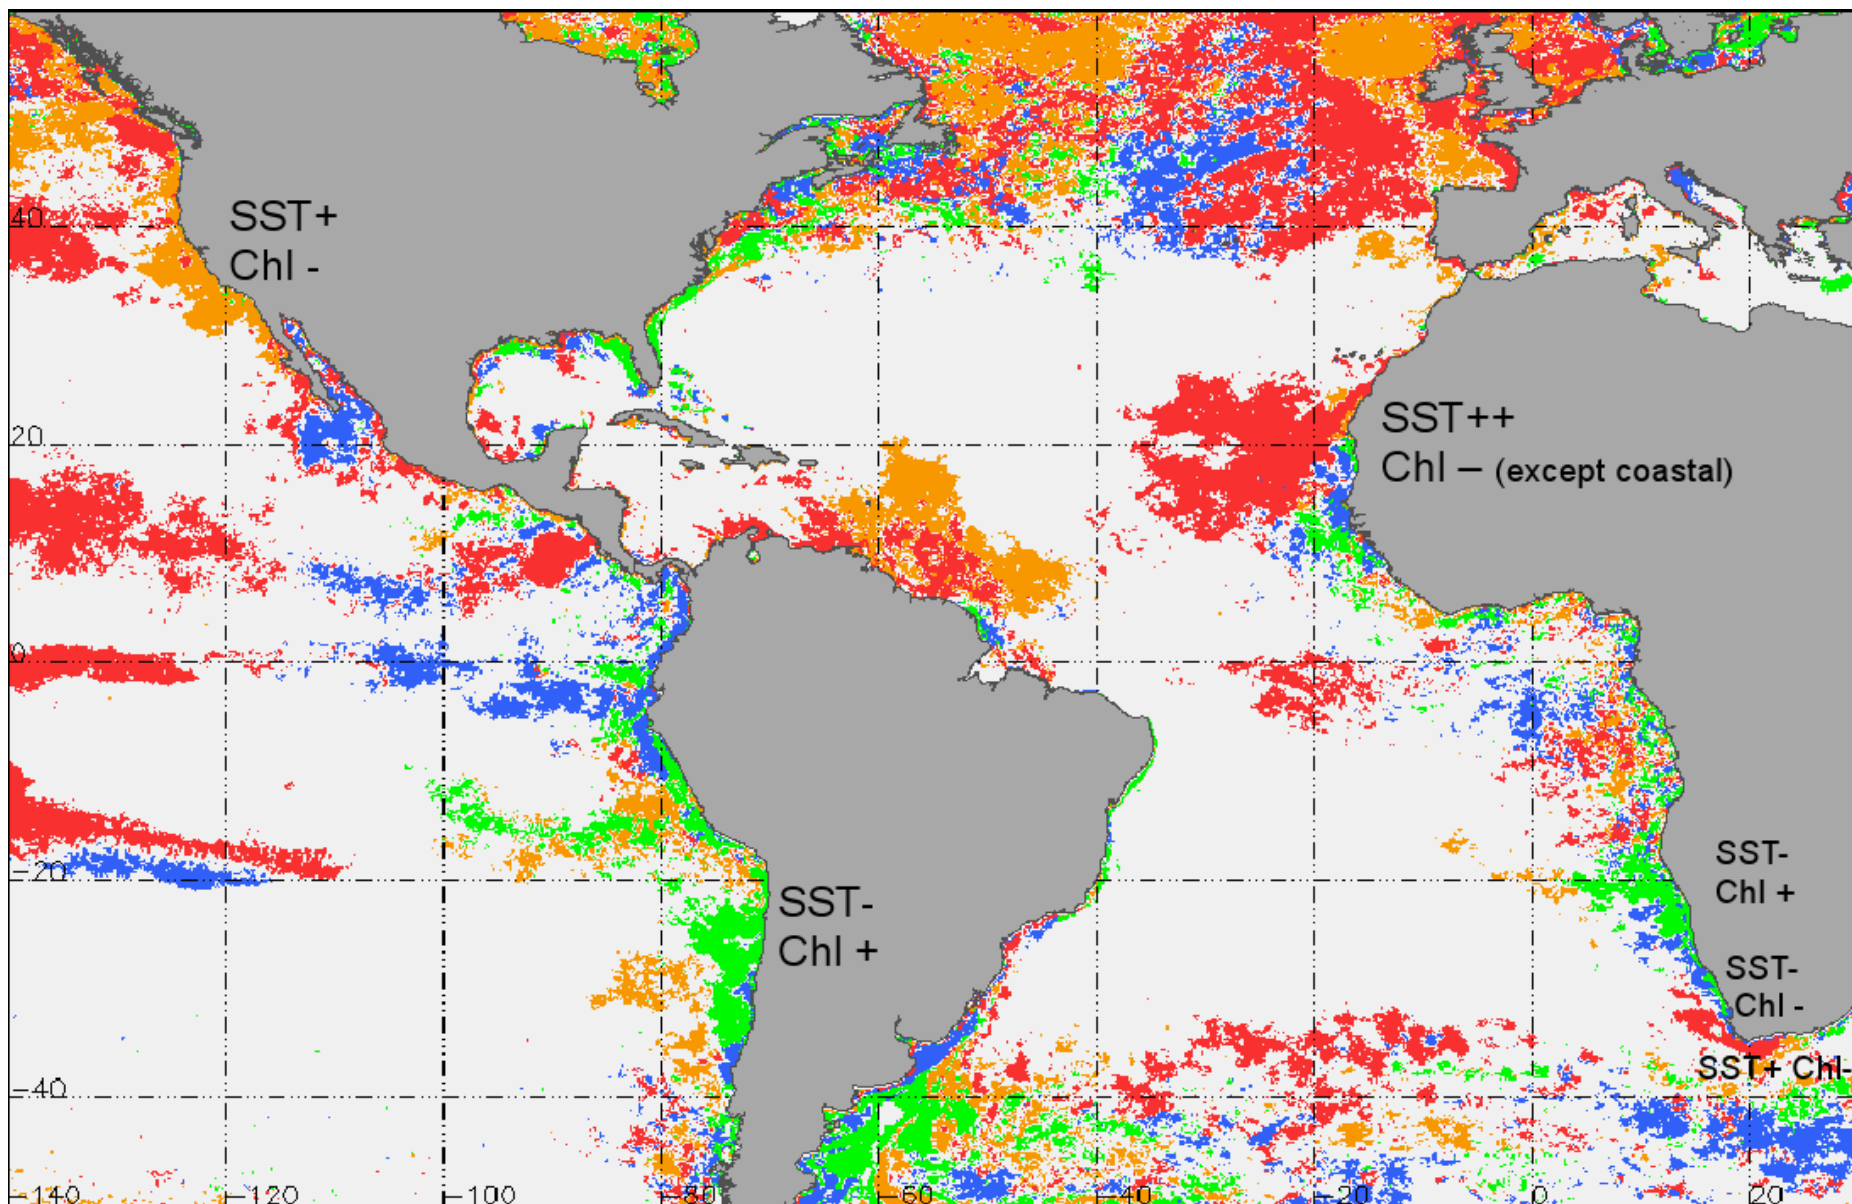 SST+
Chl -
40
20
SST++
Chl – (except coastal)
0
SST-
Chl +
-20
SST-
Chl +
SST-
Chl -
SST+ Chl-
-40
-140
-120
-100
-80
-60
-40
-20
0
20